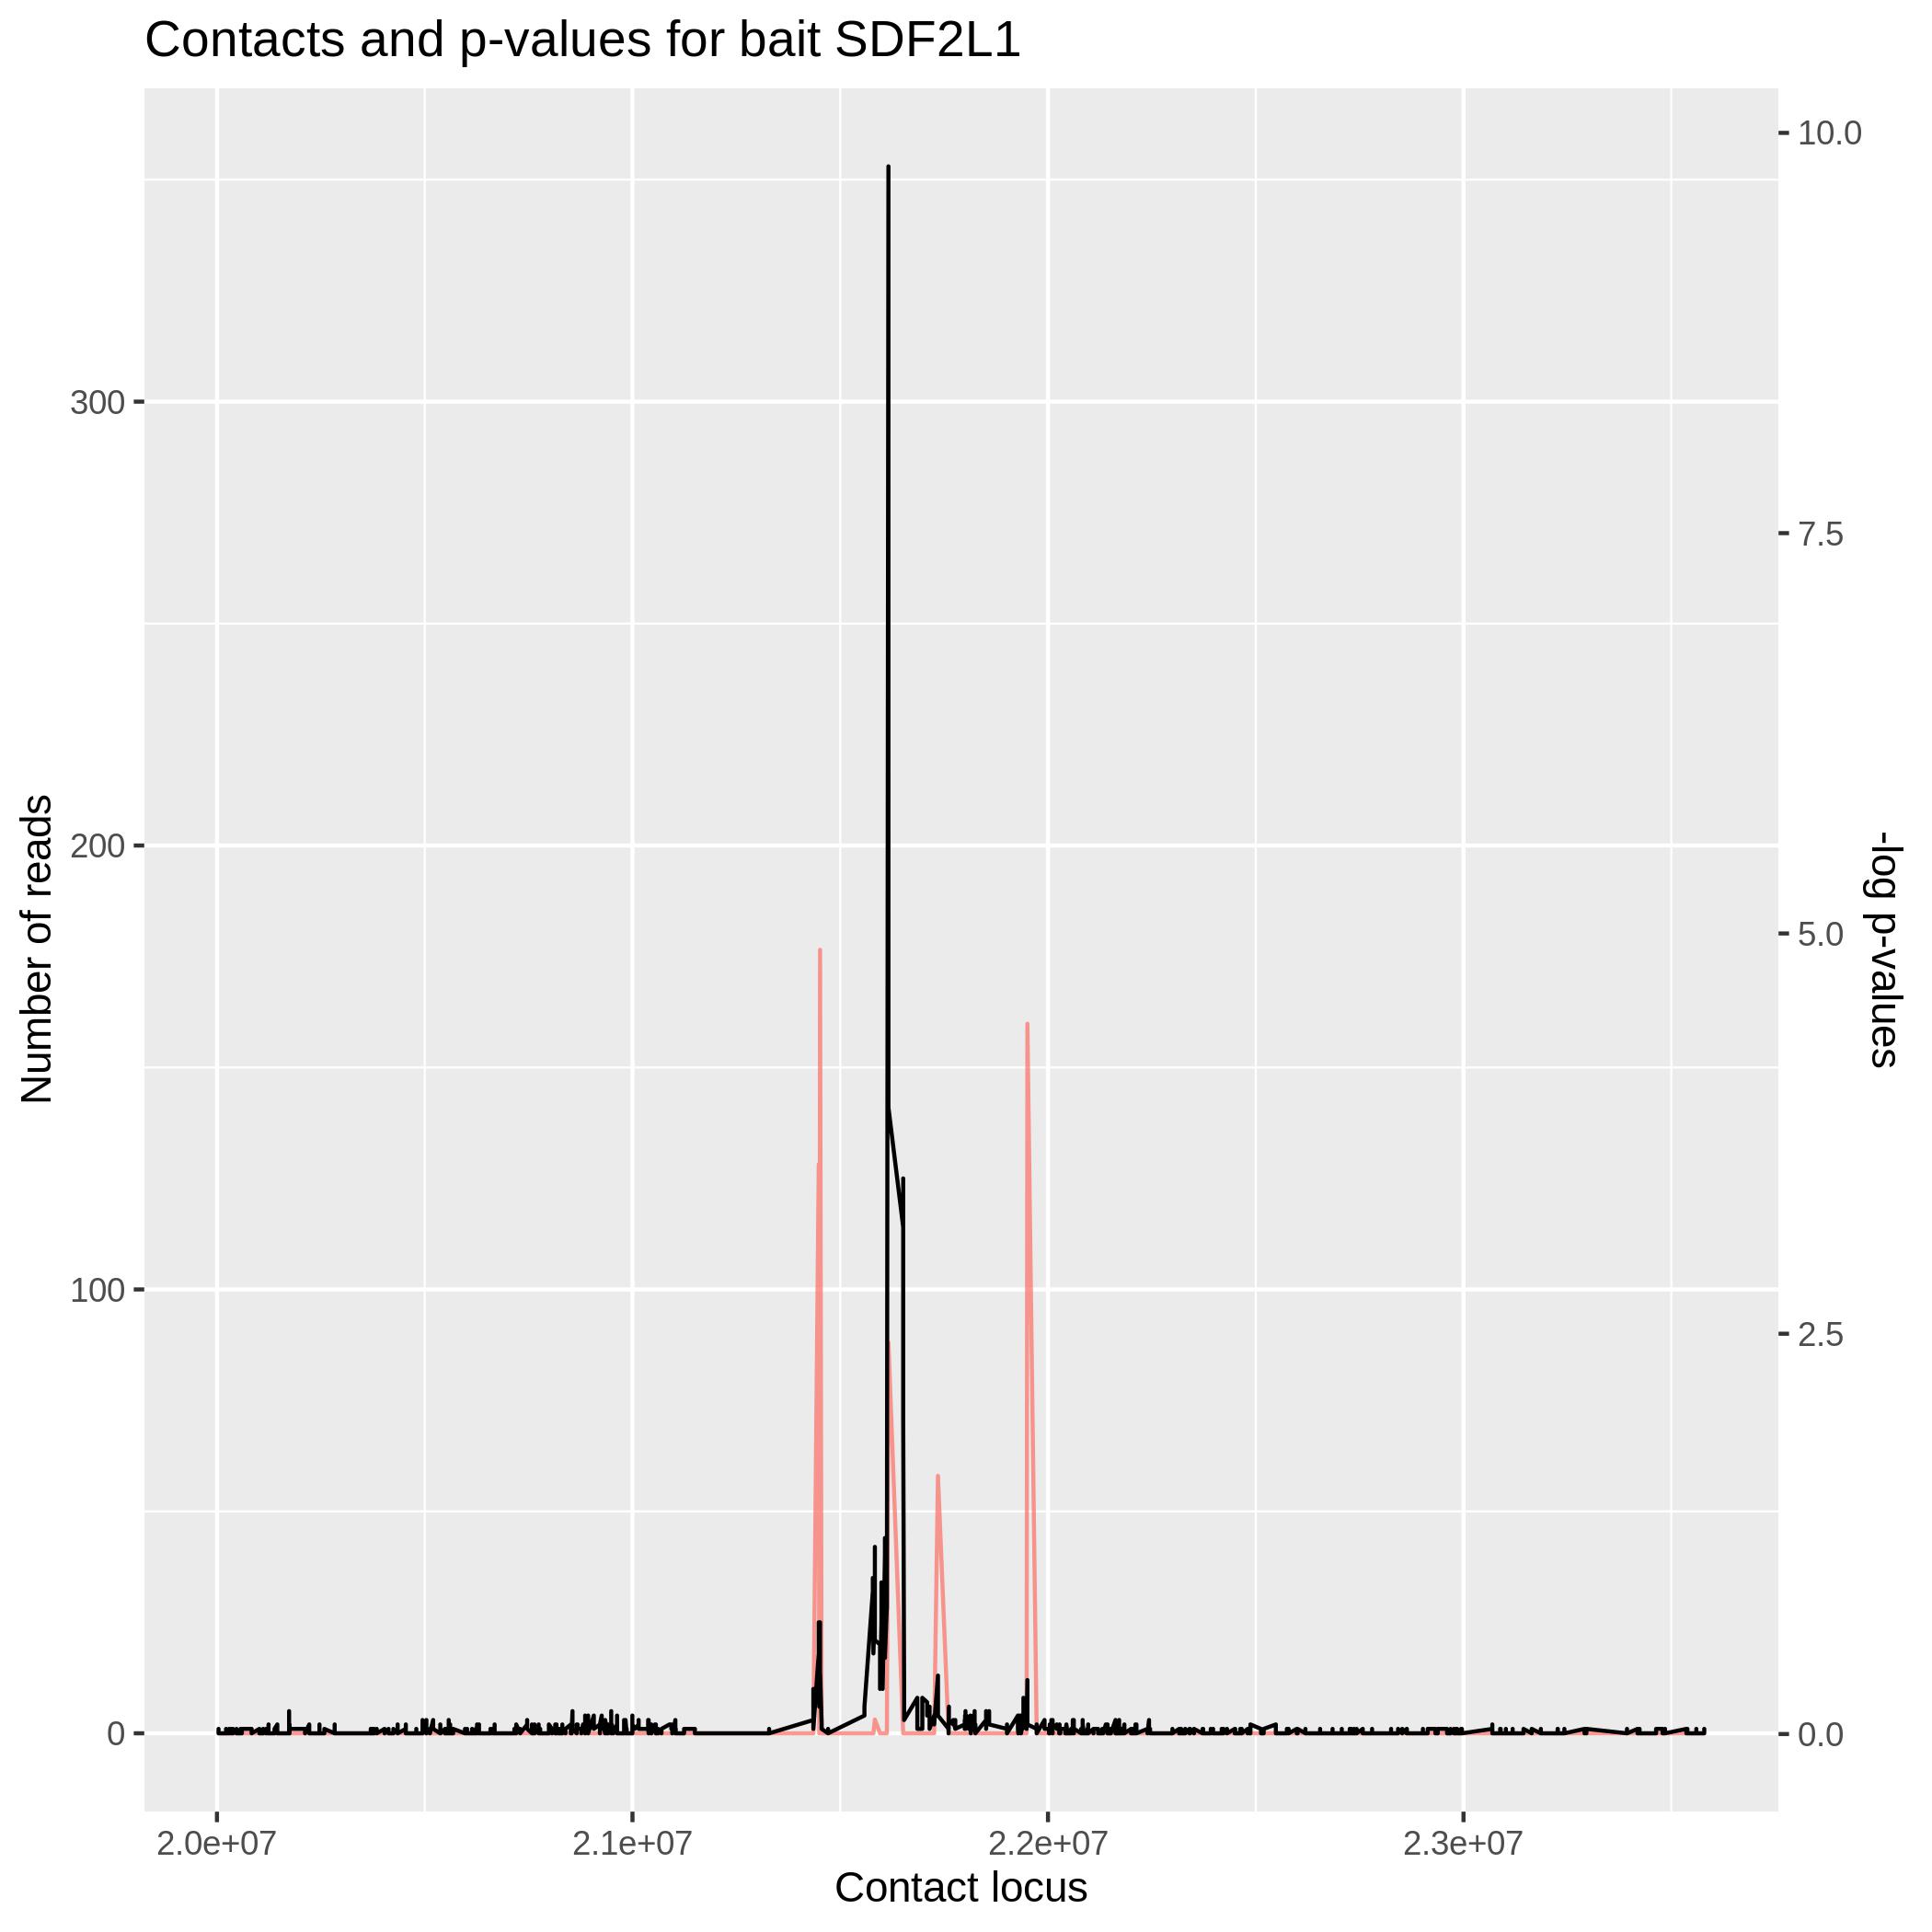 Contacts and p-values for bait SDF2L1
Number of reads
300
200
100
0
10.0
7.5
5.0
2.5
0.0
-log p-values
2.0e+07
2.1e+07
2.2e+07
2.3e+07
Contact locus